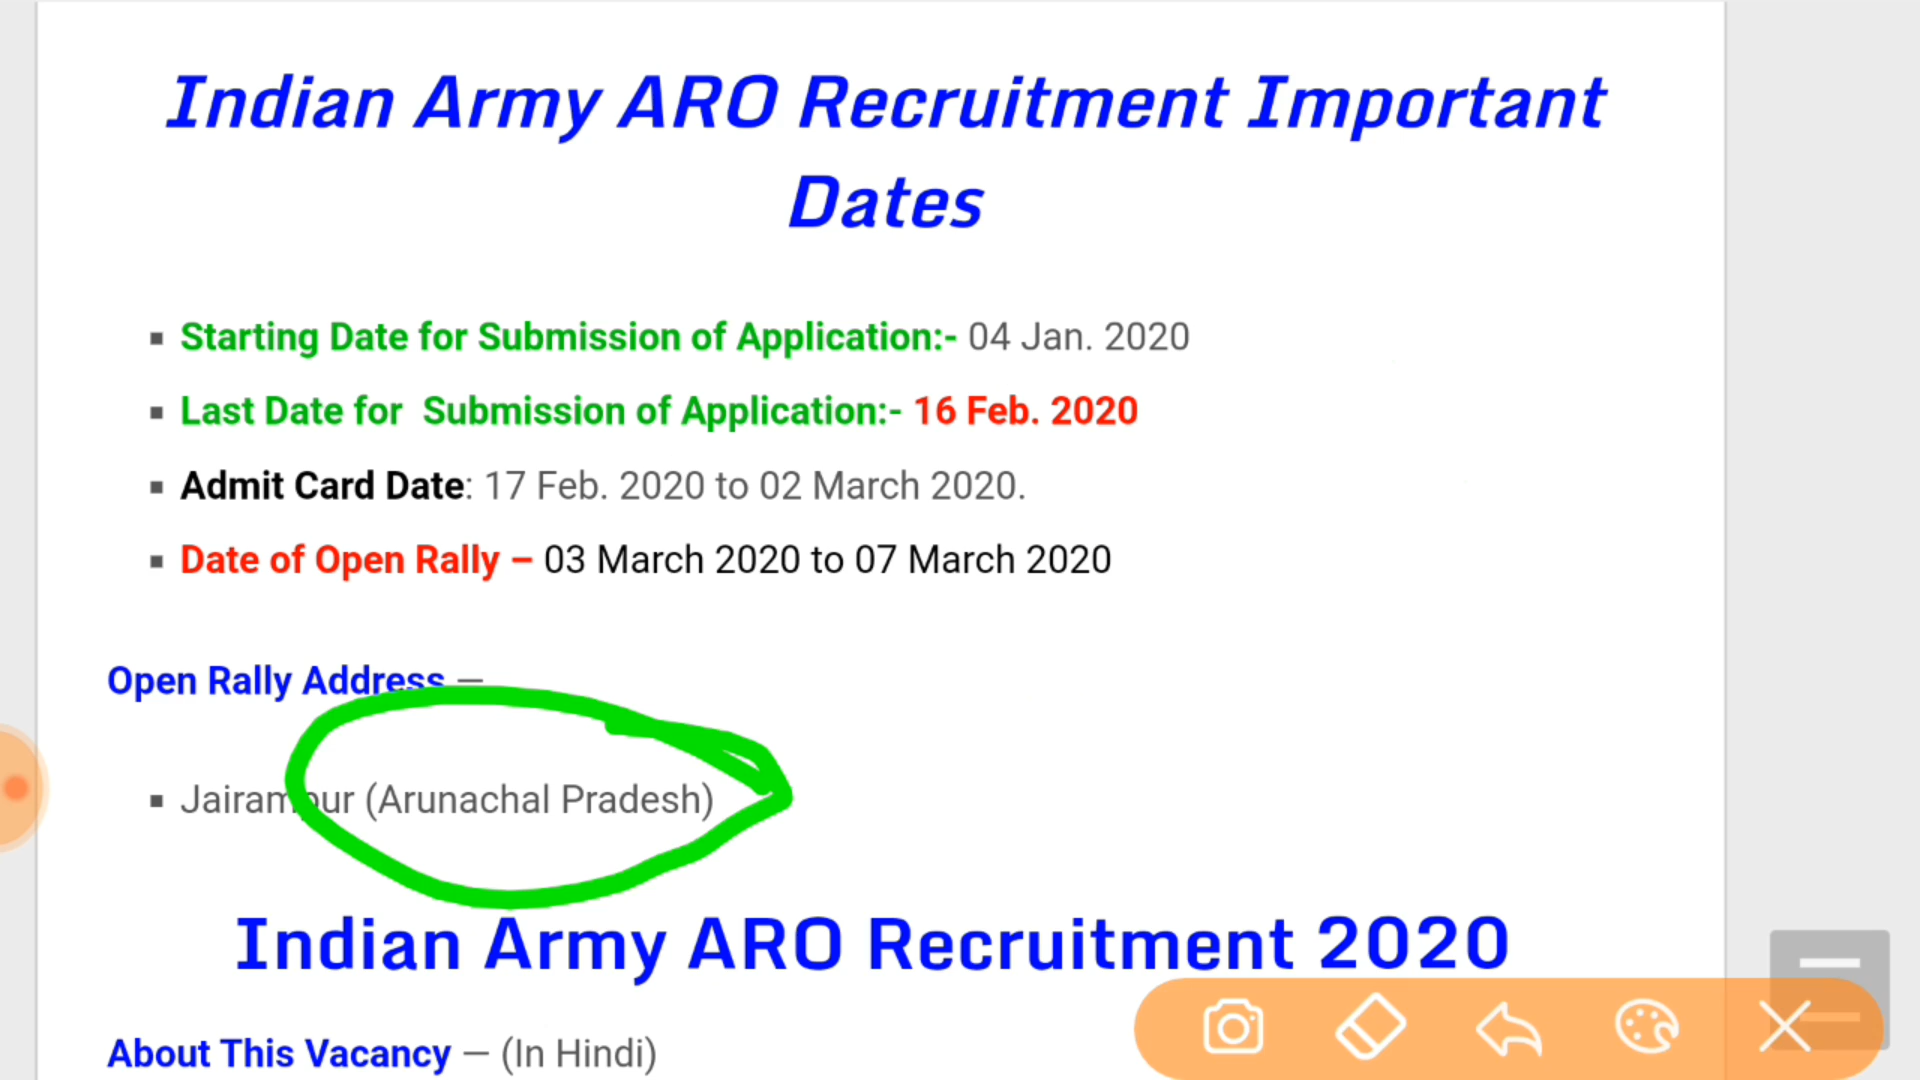 Indian Army ARO Recruitment Important
Dates
Starting Date for Submission of Application:- 04 Jan. 2020
Last Date for Submission of Application:- 16 Feb. 2020
Admit Card Date: 17 Feb. 2020 to 02 March 2020.
Date of Open Rally – 03 March 2020 to 07 March 2020
Open Rally Address —
Jairampur (Arunachal Pradesh)
Indian Army ARO Recruitment 2020
About This Vacancy — (In Hindi)